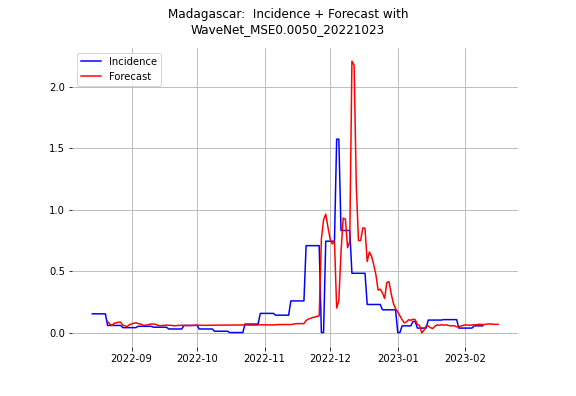 Madagascar:  Incidence + Forecast with
WaveNet_MSE0.0050_20221023
Incidence
Forecast
2.0
1.5
1.0
0.5
0.0
2022-09 2022-10 2022-11 2022-12 2023-01 2023-02